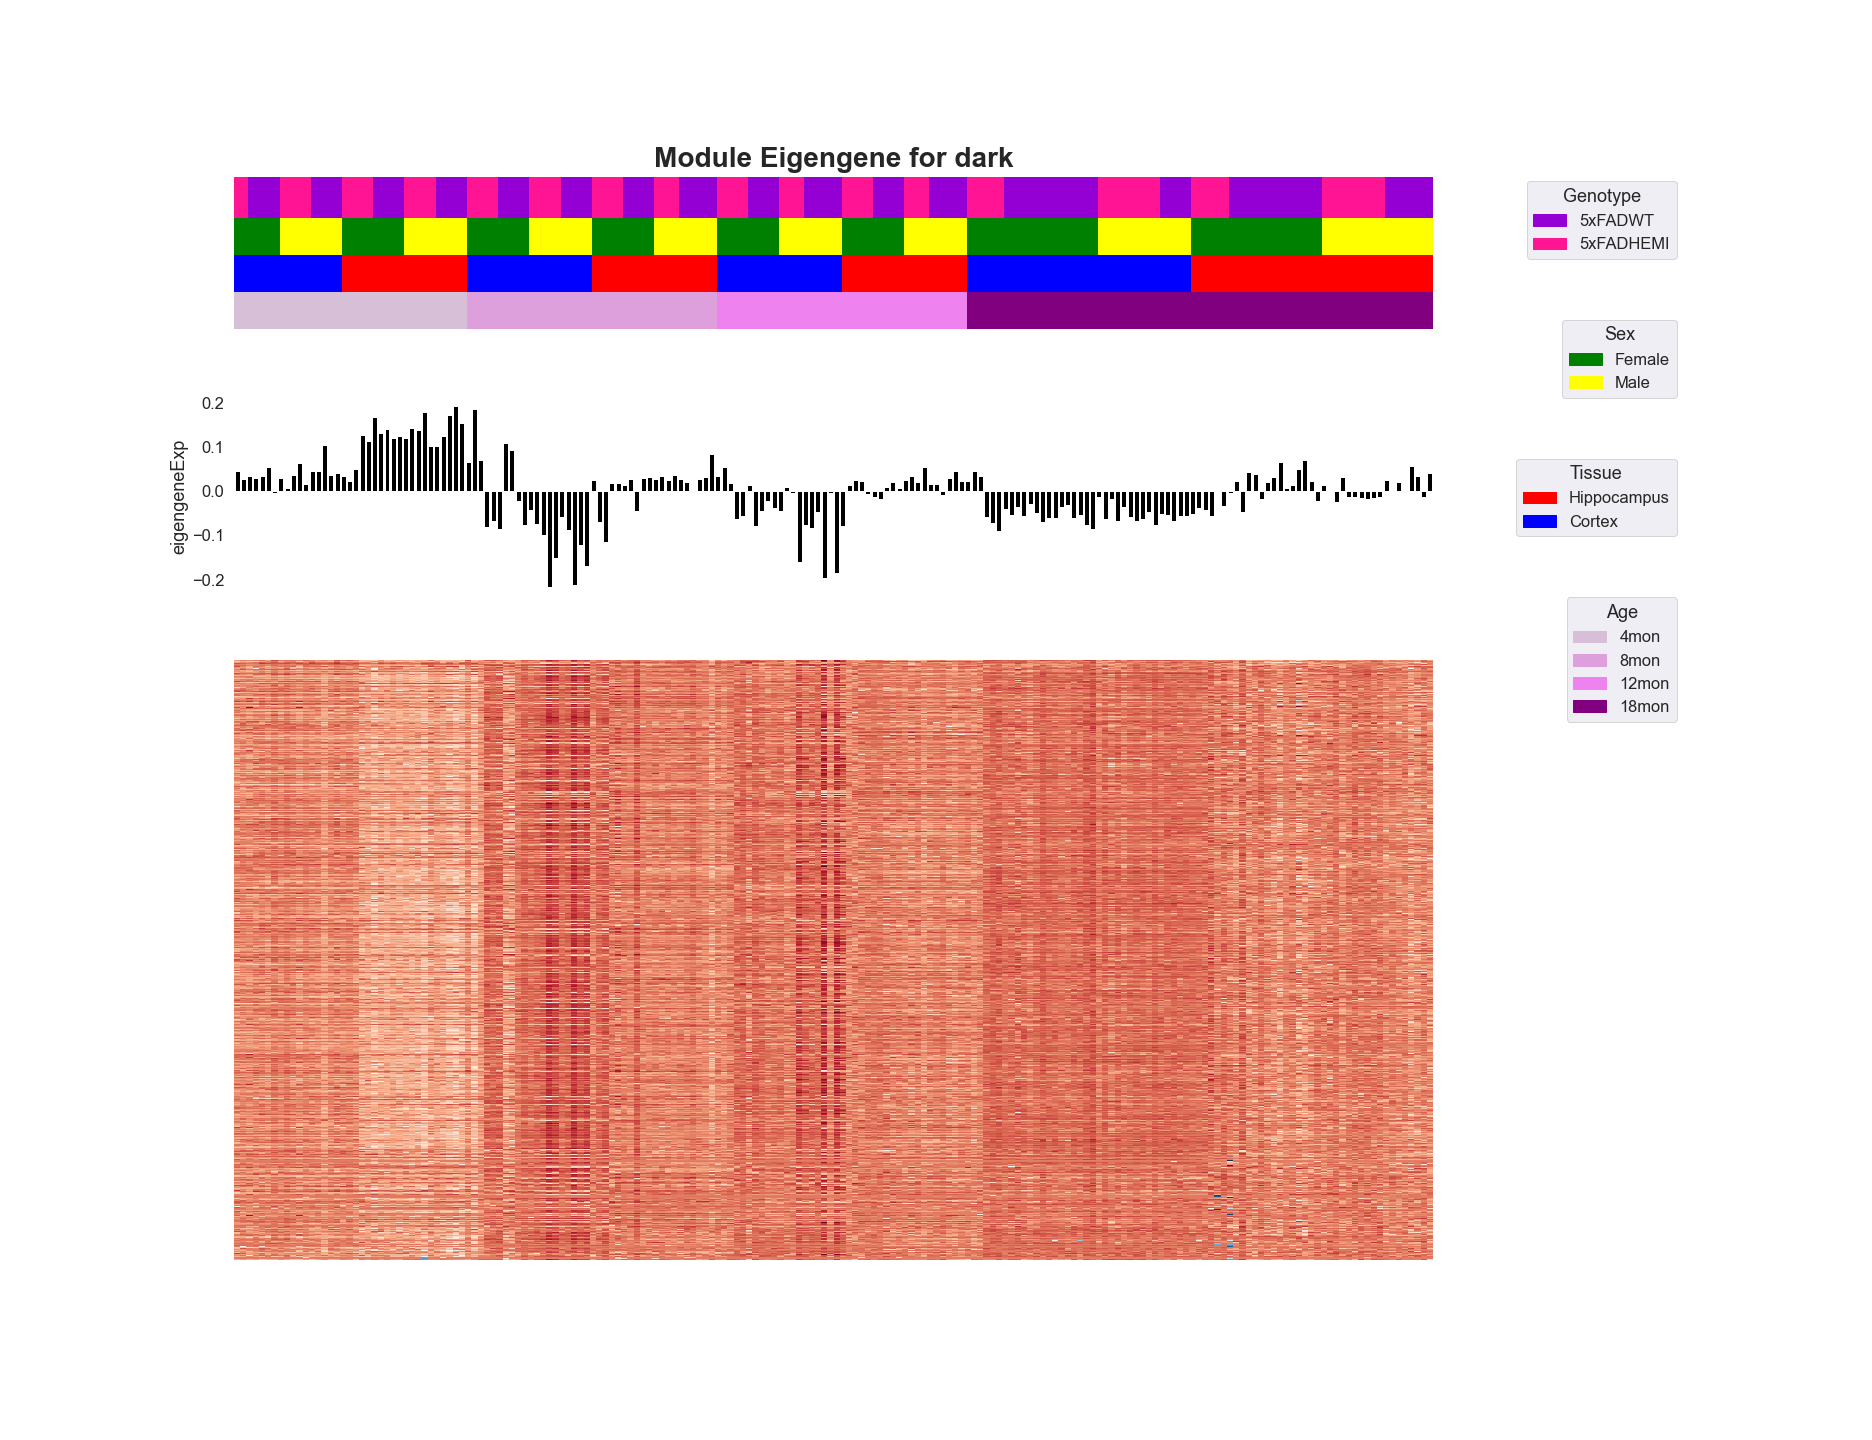 Module Eigengene for dark
Genotype
5xFADWT
5xFADHEMI
Sex
Female
Male
Tissue
Hippocampus
Cortex
Age
4mon
8mon
12mon
18mon
eigengeneExp
0.2
0.1
0.0
−0.1
−0.2